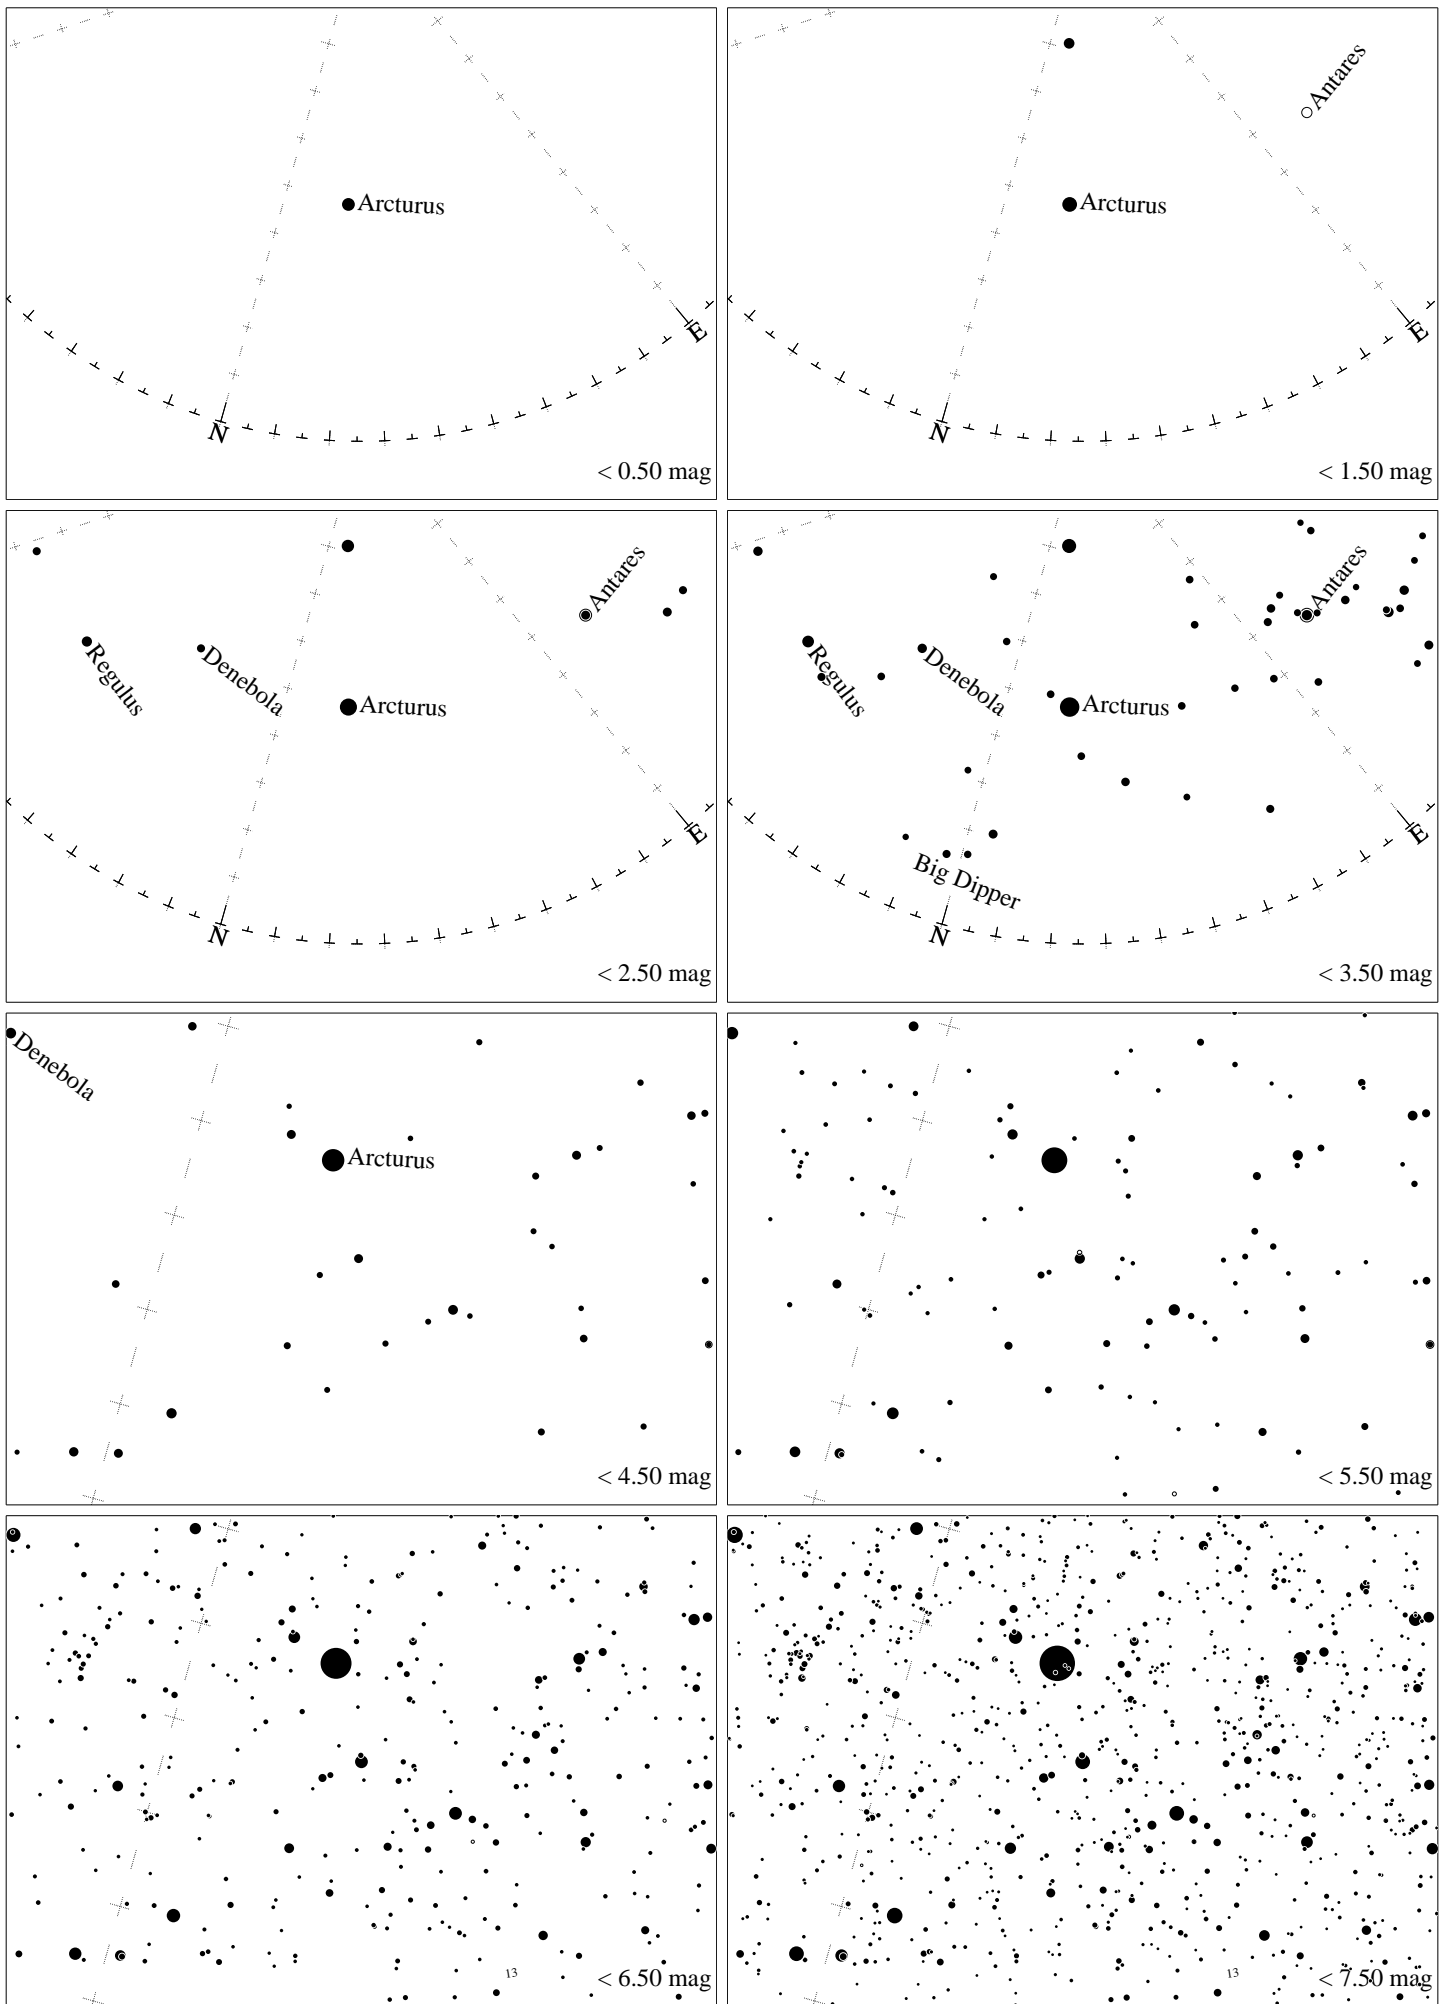 Arcturus
E
N
< 0.50 mag
Antares
Arcturus
E
N
< 1.50 mag
Antares
Regulus
Denebola
Arcturus
E
N
< 2.50 mag
Antares
Regulus
Denebola
Arcturus
E
Big Dipper
N
< 3.50 mag
Denebola
Arcturus
< 4.50 mag
< 5.50 mag
13
< 6.50 mag
13
< 7.50 mag